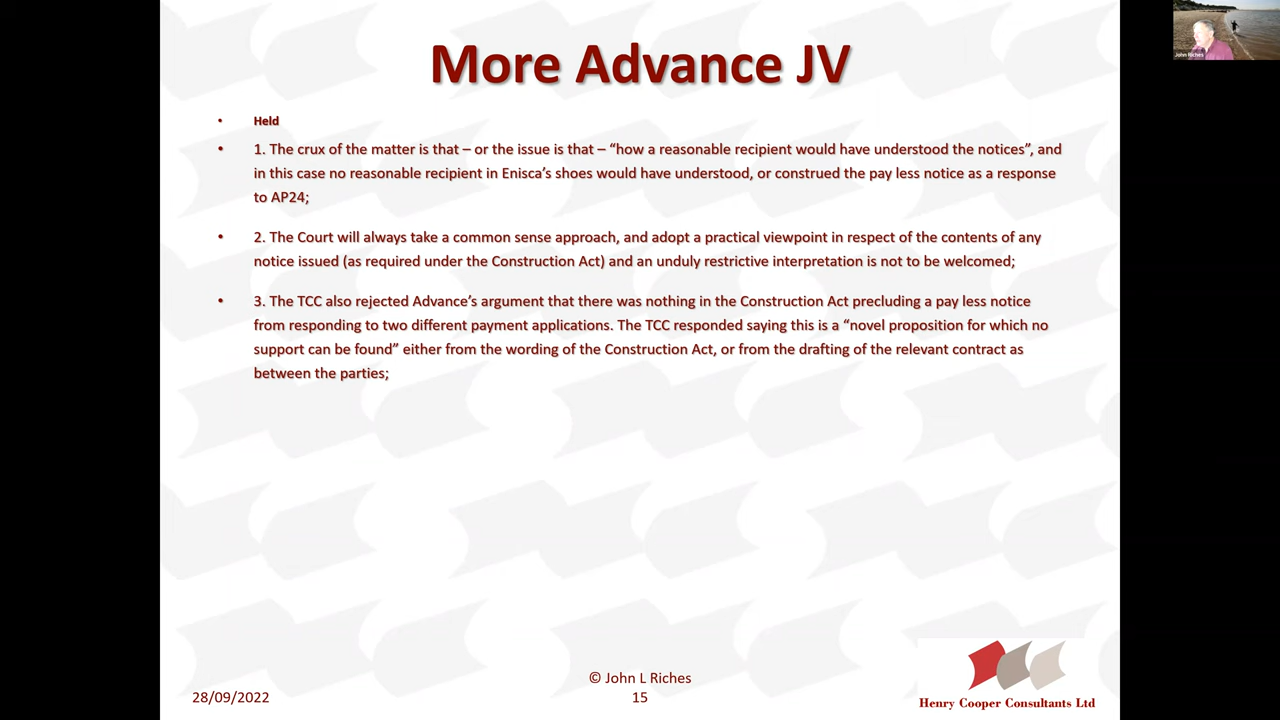 More Advance JV
John Riches
• Held
• 1. The crux of the matter is that – or the issue is that – “how a reasonable recipient would have understood the notices”, and
in this case no reasonable recipient in Enisca’s shoes would have understood, or construed the pay less notice as a response
to AP24;
• 2. The Court will always take a common sense approach, and adopt a practical viewpoint in respect of the contents of any
notice issued (as required under the Construction Act) and an unduly restrictive interpretation is not to be welcomed;
• 3. The TCC also rejected Advance’s argument that there was nothing in the Construction Act precluding a pay less notice
from responding to two different payment applications. The TCC responded saying this is a “novel proposition for which no
support can be found” either from the wording of the Construction Act, or from the drafting of the relevant contract as
between the parties;
© John L Riches
28/09/2022
15
Henry Cooper Consultants Ltd